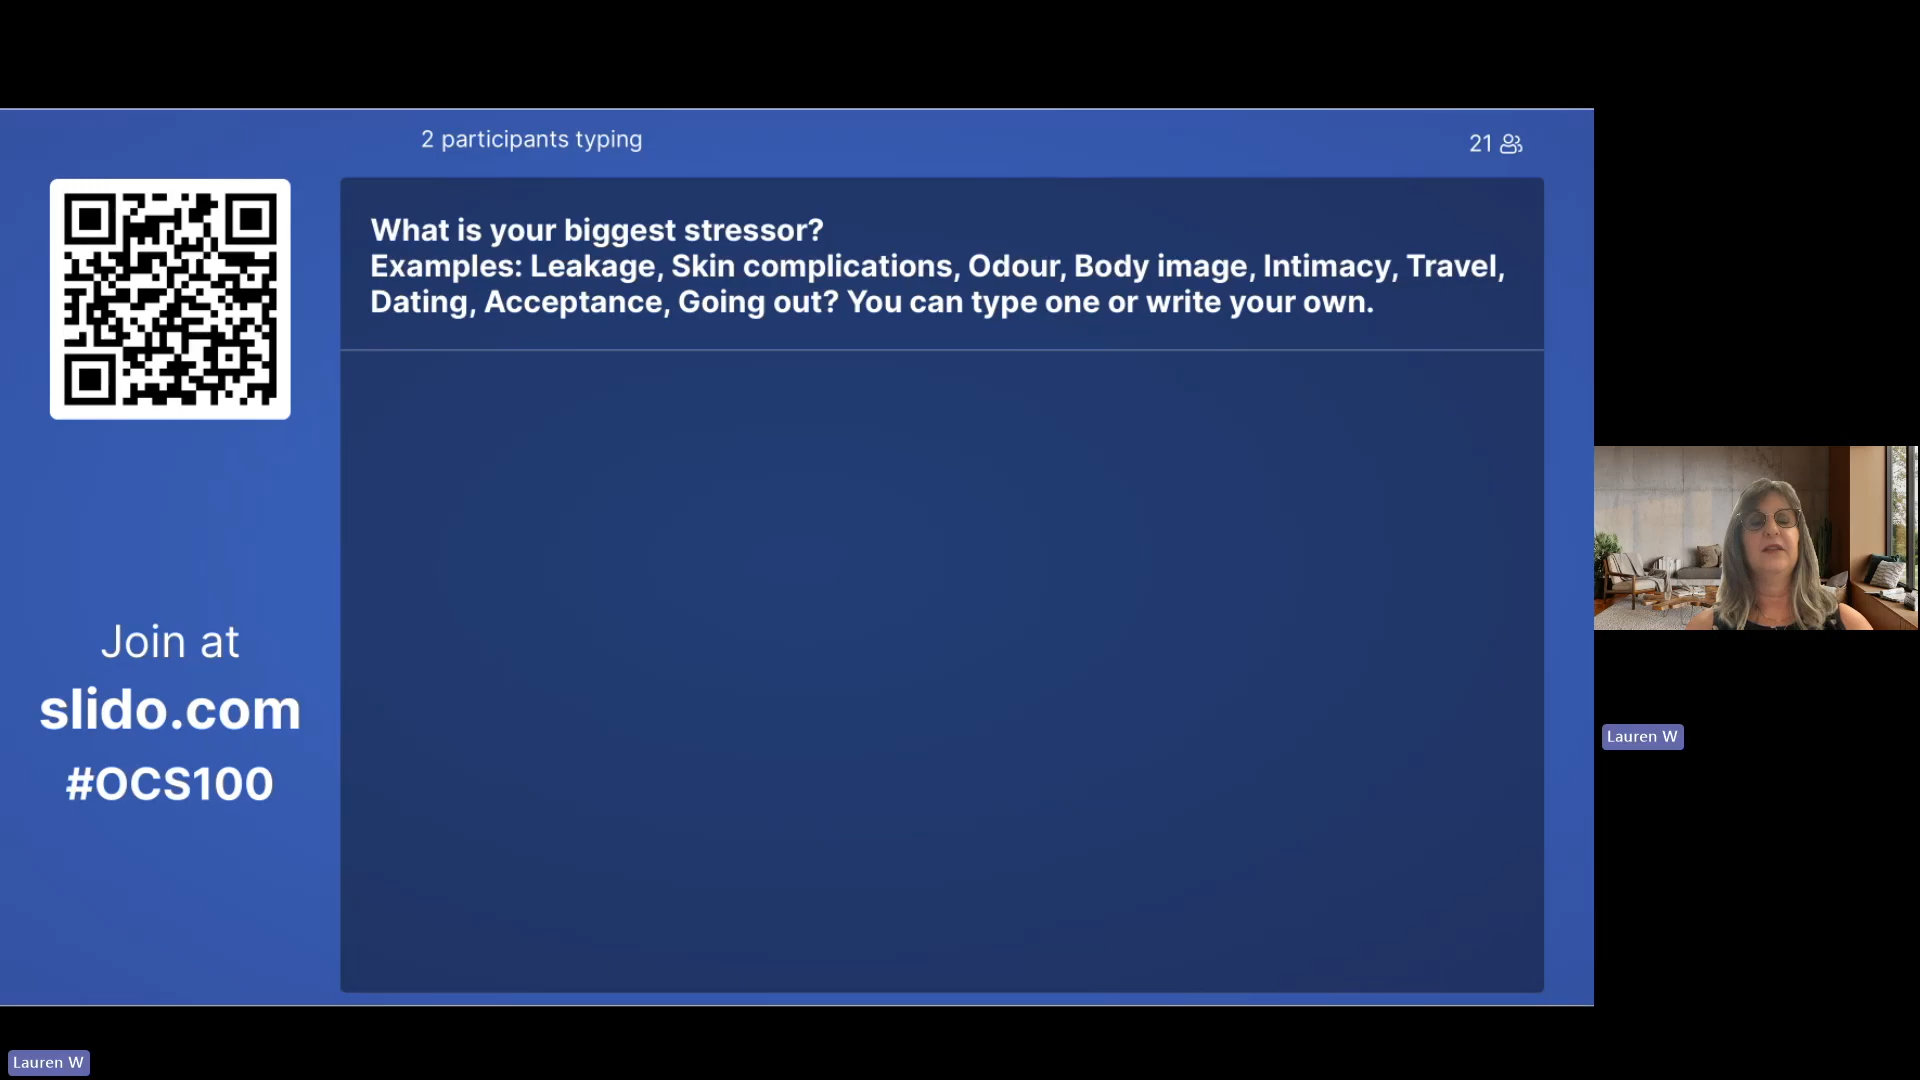 2 participants typing
21
What is your biggest stressor?
Examples: Leakage, Skin complications, Odour, Body image, Intimacy, Travel,
Dating, Acceptance, Going out? You can type one or write your own.
Join at
slido.com
#OCS100
Lauren W
Lauren W